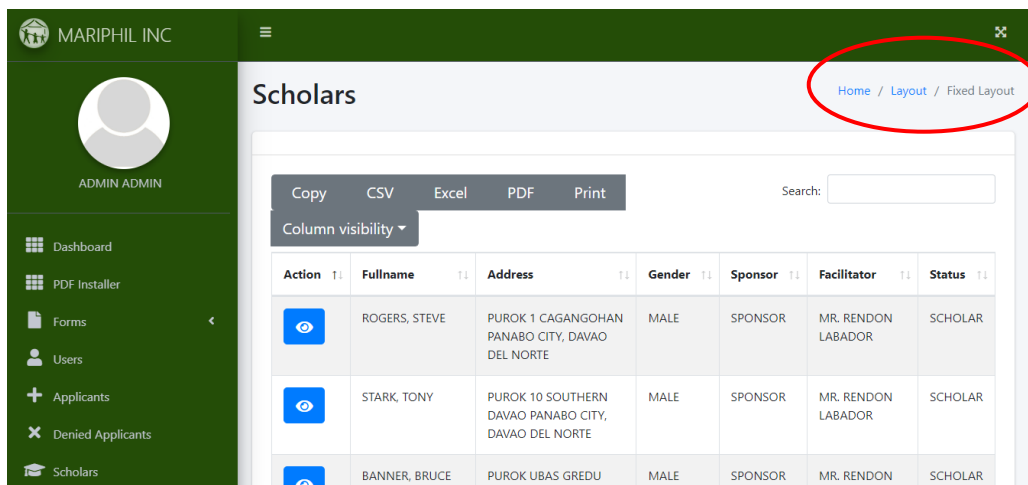 MARIPHIL INC
ADMIN ADMIN
Dashboard
PDF Installer
Forms
Users
Applicants
Denied Applicants
Scholars
Scholars
Home / Layout / Fixed Layout
Copy CSV Excel PDF Print
Column visibility
Search:
Action Fullname Address Gender Sponsor Facilitator Status
ROGERS, STEVE PUROK 1 CAGANGOHAN MALE SPONSOR MR. RENDON SCHOLAR
PANABO CITY, DAVAO LABADOR
DEL NORTE
STARK, TONY PUROK 10 SOUTHERN MALE SPONSOR MR. RENDON SCHOLAR
DAVAO PANABO CITY, LABADOR
DAVAO DEL NORTE
BANNER, BRUCE PUROK UBAS GREDU MALE SPONSOR MR. RENDON SCHOLAR